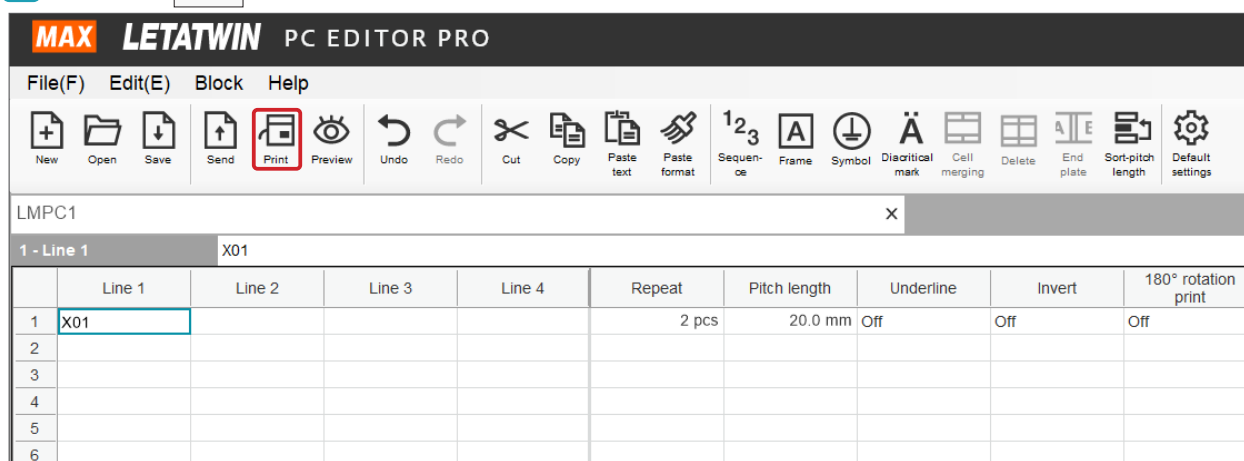 MAX LETATWIN PC EDITOR PRO
File(F) Edit(E) Block Help
New Open Save Send Print Preview Undo Redo Cut Copy Paste text Paste format Sequen-ce Frame Symbol Diacritical mark Cell merging Delete End plate Sort-pitch length Default settings
LMPC1 ×
1 - Line 1 X01
Line 1 Line 2 Line 3 Line 4 Repeat Pitch length Underline Invert 180° rotation print
1 X01 2 pcs 20.0 mm Off Off Off
2
3
4
5
6